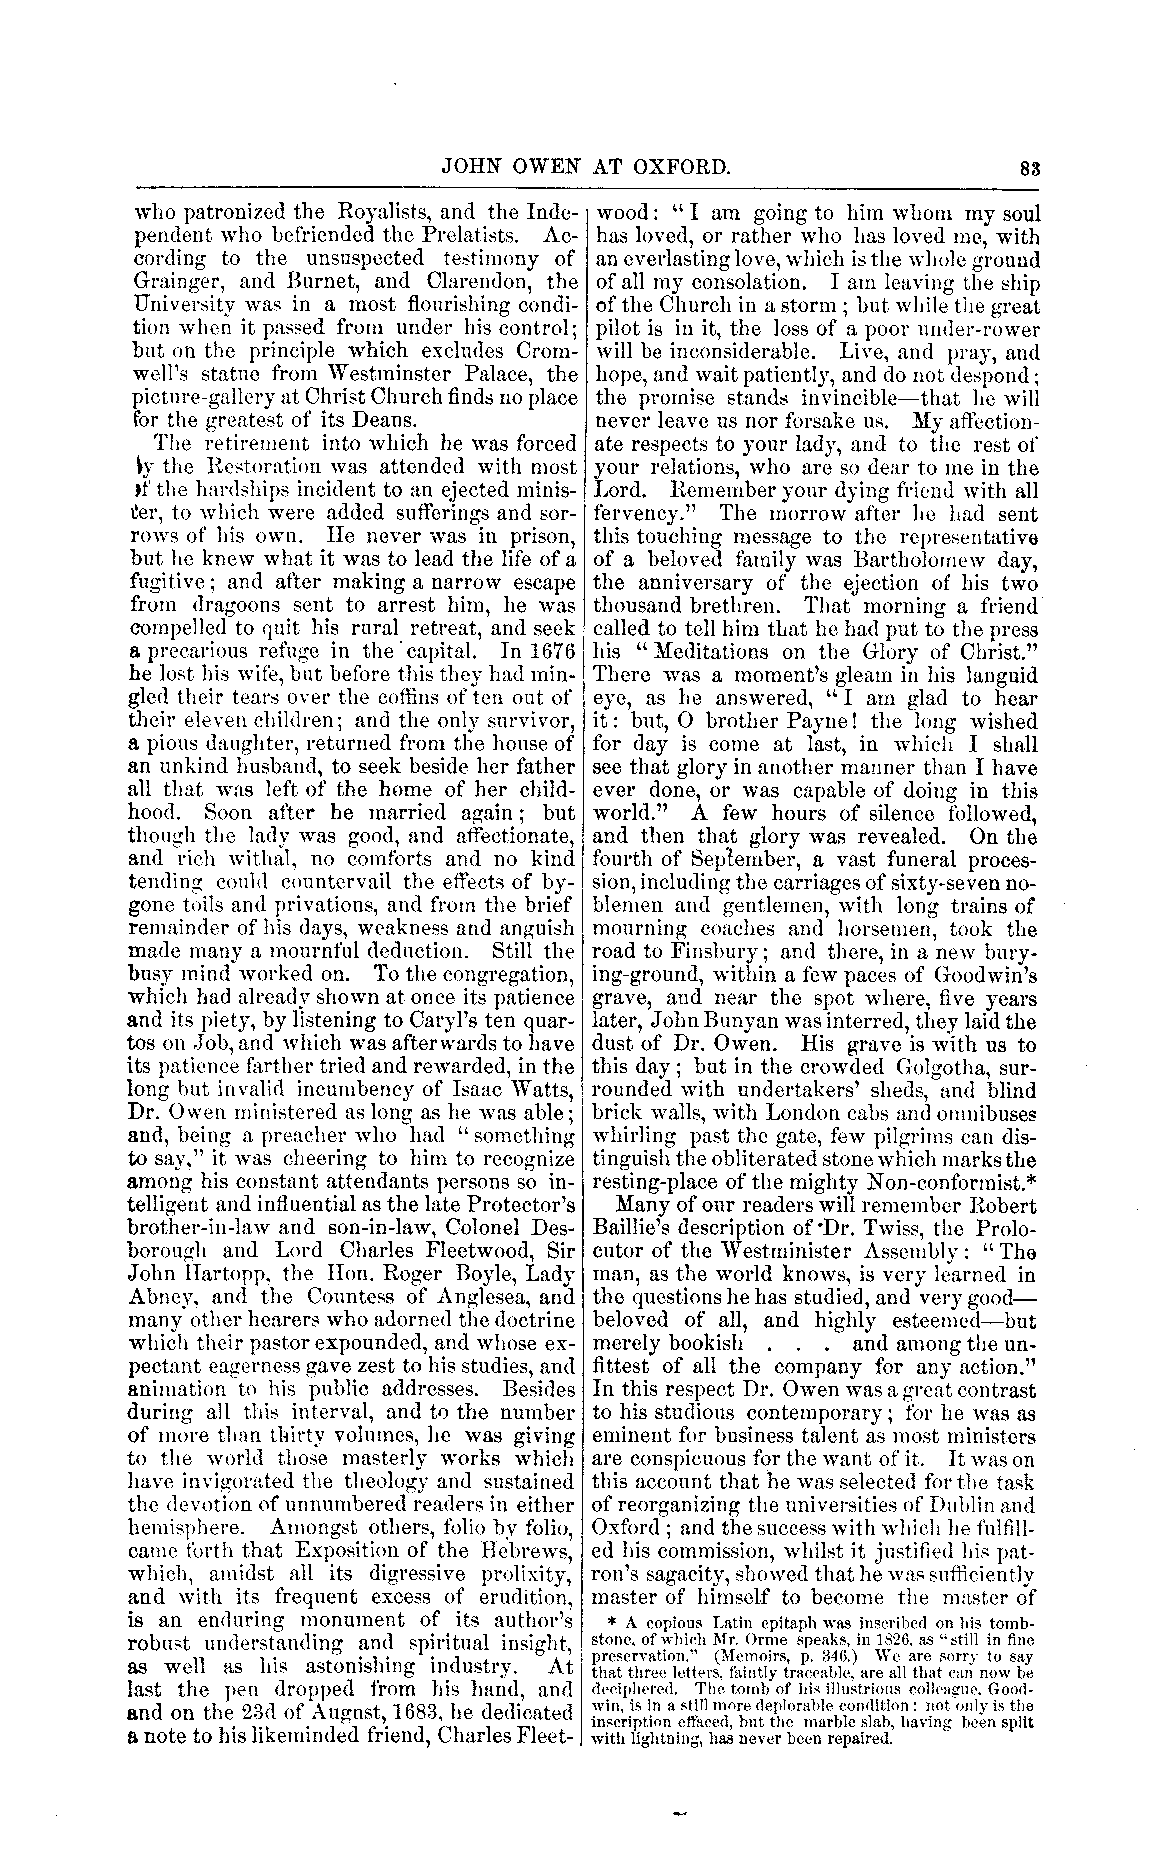 JOHN OWEN AT OXFORD. 83
who patronized the Royalists, and the Inde-
pendent who befriended the Prelatists. Ac-
cording to the unsuspected testimony of
Grainger, and Burnet, and Clarendon, the
University was in a most flourishing condi-
tion when it passed from under his control;
but on the principle which excludes Crom-
well's statue from Westminster Palace, the
picture-gallery at Christ Church finds no place
for the greatest of its Deans.
The retirement into which he was forced
by the Restoration was attended with most
of the hardships incident to an ejected minis-
ter, to which were added sufferings and sor-
rows of his own. He never was in prison,
but he knew what it was to lead the life of a
fugitive; and after making a narrow escape
from dragoons sent to arrest him, he was
compelled to quit his rural retreat, and seek
a precarious refuge in the capital. In 1676
he lost his wife, but before this they had min-
gled their tears over the coffins of ten out of
their eleven children; and the only survivor,
a pious daughter, returned from the house of
an unkind husband, to seek beside her father
all that was left of the home of her child-
hood. Soon after he married again; but
though the lady was good, and affectionate,
and rich withal, no comforts and no kind
tending could countervail the effects of by-
gone toils and privations, and from the brief
remainder of his days, weakness and anguish
made many a mournful deduction. Still the
busy mind worked on. To the congregation,
which had already shown at once its patience
and its piety, by listening to Caryl's ten quar-
tos on Job, and which was afterwards to have
its patience farther tried and rewarded, in the
long but invalid incumbency of Isaac Watts,
Dr. Owen ministered as long as he was able;
and, being a preacher who had "something
to say," it was cheering to him to recognize
among his constant attendants persons so in-
telligent and influential as the late Protector's
brother-in-law and son-in-law, Colonel Des-
borough and Lord Charles Fleetwood, Sir
John Hartopp, the Hon. Roger Boyle, Lady
Abney, and the Countess of Anglesea, and
many other hearers who adorned the doctrine
which their pastor expounded, and whose ex-
pectant eagerness gave zest to his studies, and
animation to his public addresses. Besides
during all this interval, and to the number
of more than thirty volumes, he was giving
to the world those masterly works which
have invigorated the theology and sustained
the devotion of unnumbered readers in either
hemisphere. Amongst others, folio by folio,
came forth that Exposition of the Hebrews,
which, amidst all its digressive prolixity,
and with its frequent excess of erudition,
is an enduring monument of its author's
robust understanding and spiritual insight,
as well as his astonishing industry. At
last the pen dropped from his hand, and
and on the 23d of August, 1683, he dedicated
a note to his likeminded friend, Charles Fleet-
wood: "I am going to him whom my soul
has loved, or rather who has loved me, with
an everlasting love, which is the whole ground
of all my consolation. I am leaving the ship
of the Church in a storm; but while the great
pilot is in it, the loss of a poor under-rower
will be inconsiderable. Live, and pray, and
hope, and wait patiently, and do not despond;
the promise stands invincible—that he will
never leave us nor forsake us. My affection-
ate respects to your lady, and to the rest of
your relations, who are so dear to me in the
Lord. Remember your dying friend with all
fervency." The morrow after he had sent
this touching message to the representative
of a beloved family was Bartholomew day,
the anniversary of the ejection of his two
thousand brethren. That morning a friend
called to tell him that he had put to the press
his "Meditations on the Glory of Christ."
There was a moment's gleam in his languid
eye, as he answered, "I am glad to hear
it: but, O brother Payne! the long wished
for day is come at last, in which I shall
see that glory in another manner than I have
ever done, or was capable of doing in this
world." A few hours of silence followed,
and then that glory was revealed. On the
fourth of September, a vast funeral proces-
sion, including the carriages of sixty-seven no-
blemen and gentlemen, with long trains of
mourning coaches and horsemen, took the
road to Finsbury; and there, in a new bury-
ing-ground, within a few paces of Goodwin's
grave, and near the spot where, five years
later, John Bunyan was interred, they laid the
dust of Dr. Owen. His grave is with us to
this day; but in the crowded Golgotha, sur-
rounded with undertakers' sheds, and blind
brick walls, with London cabs and omnibuses
whirling past the gate, few pilgrims can dis-
tinguish the obliterated stone which marks the
resting-place of the mighty Non-conformist.*
Many of our readers will remember Robert
Baillie's description of Dr. Twiss, the Prolo-
cutor of the Westminister Assembly: "The
man, as the world knows, is very learned in
the questions he has studied, and very good—
beloved of all, and highly esteemed—but
merely bookish . . . and among the un-
fittest of all the company for any action."
In this respect Dr. Owen was a great contrast
to his studious contemporary; for he was as
eminent for business talent as most ministers
are conspicuous for the want of it. It was on
this account that he was selected for the task
of reorganizing the universities of Dublin and
Oxford; and the success with which he fulfill-
ed his commission, whilst it justified his pat-
ron's sagacity, showed that he was sufficiently
master of himself to become the master of
* A copious Latin epitaph was inscribed on his tomb-
stone, of which Mr. Orme speaks, in 1826, as "still in fine
preservation." (Memoirs, p. 346.) We are sorry to say
that three letters, faintly traceable, are all that can now be
deciphered. The tomb of his illustrious colleague, Good-
win, is in a still more deplorable condition: not only is the
inscription effaced, but the marble slab, having been split
with lightning, has never been repaired.